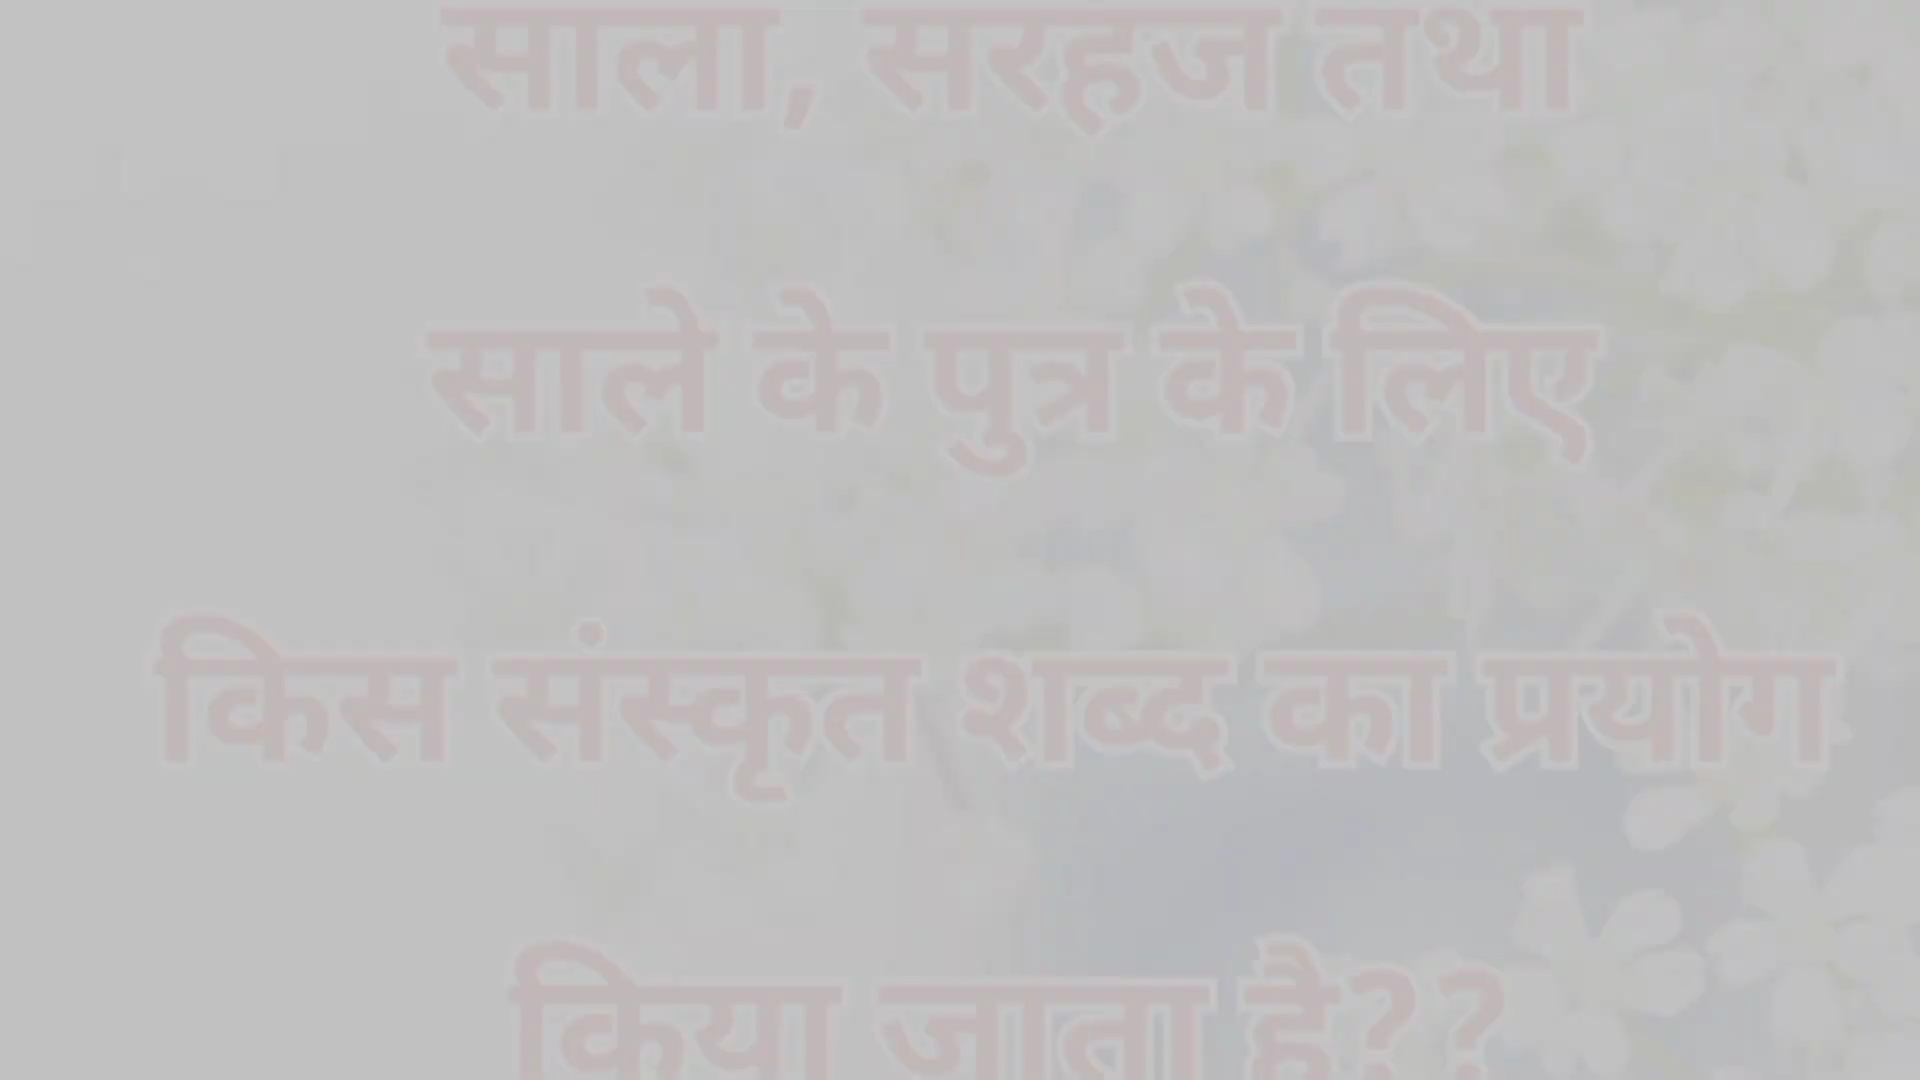 साला, सरहज तथा
साले के पुत्र के लिए
किस संस्कृत शब्द का प्रयोग
किया जाता है??